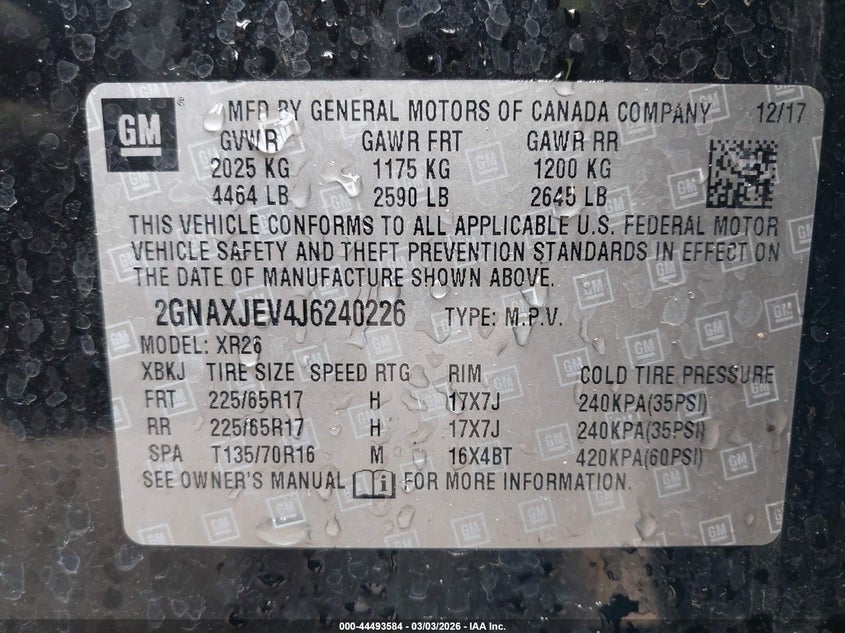 GM
MFD BY GENERAL MOTORS OF CANADA COMPANY 12/17
GVWR GAWR FRT GAWR RR
2025 KG 1175 KG 1200 KG
4464 LB 2590 LB 2645 LB
THIS VEHICLE CONFORMS TO ALL APPLICABLE U.S. FEDERAL MOTOR
VEHICLE SAFETY AND THEFT PREVENTION STANDARDS IN EFFECT ON
THE DATE OF MANUFACTURE SHOWN ABOVE.
2GNAXJEV4J6240226 TYPE: M.P.V.
MODEL: XR26
XBKJ TIRE SIZE SPEED RTG RIM COLD TIRE PRESSURE
FRT 225/65R17 H 17X7J 240KPA(35PSI)
RR 225/65R17 H 17X7J 240KPA(35PSI)
SPA T135/70R16 M 16X4BT 420KPA(60PSI)
SEE OWNER'S MANUAL FOR MORE INFORMATION.
000-44493584 - 03/03/2026 - IAA Inc.